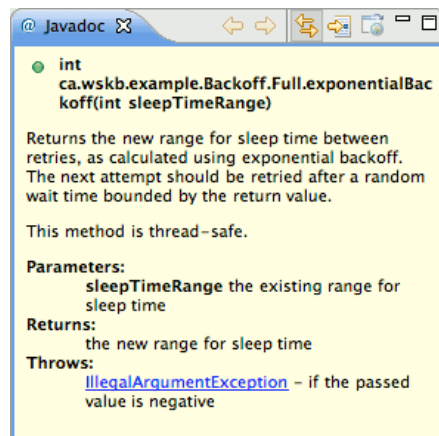 @ Javadoc
int
ca.wskb.example.Backoff.Full.exponentialBac
koff(int sleepTimeRange)
Returns the new range for sleep time between
retries, as calculated using exponential backoff.
The next attempt should be retried after a random
wait time bounded by the return value.
This method is thread-safe.
Parameters:
sleepTimeRange the existing range for
sleep time
Returns:
the new range for sleep time
Throws:
IllegalArgumentException – if the passed
value is negative